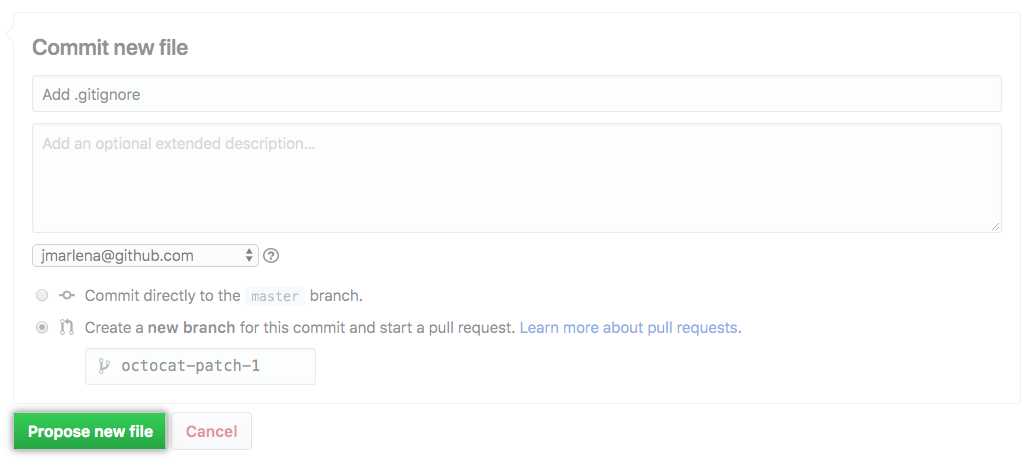 Commit new file
Add .gitignore
Add an optional extended description...
jmarlena@github.com
Commit directly to the master branch.
Create a new branch for this commit and start a pull request. Learn more about pull requests.
octocat-patch-1
Propose new file Cancel